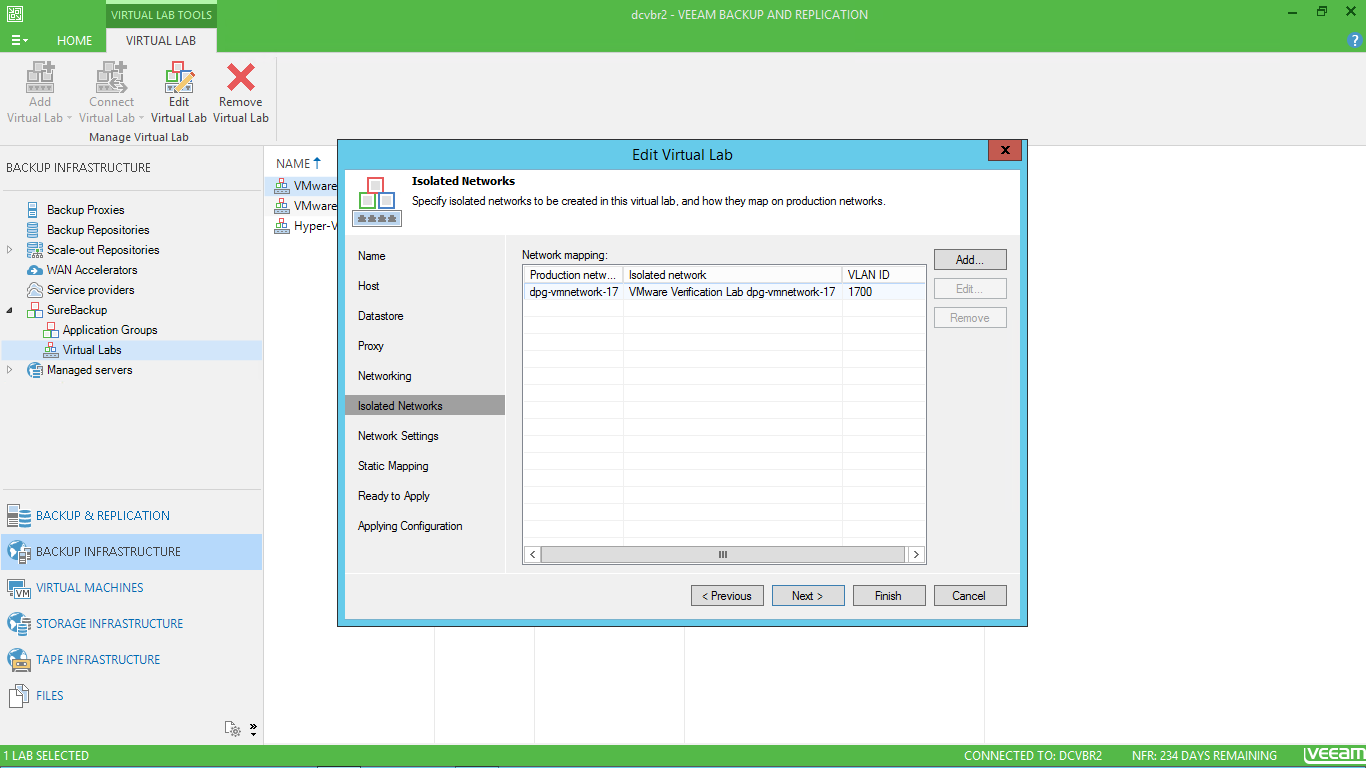 VIRTUAL LAB TOOLS
dcvbr2 - VEEAM BACKUP AND REPLICATION
HOME
VIRTUAL LAB
?
Add
Virtual Lab
Connect
Virtual Lab
Edit
Virtual Lab
Remove
Virtual Lab
Manage Virtual Lab
BACKUP INFRASTRUCTURE
Backup Proxies
Backup Repositories
Scale-out Repositories
WAN Accelerators
Service providers
SureBackup
Application Groups
Virtual Labs
Managed servers
BACKUP & REPLICATION
BACKUP INFRASTRUCTURE
VM
VIRTUAL MACHINES
STORAGE INFRASTRUCTURE
TAPE INFRASTRUCTURE
FILES
NAME
VMware
VMware
Hyper-V
Edit Virtual Lab
x
Isolated Networks
Specify isolated networks to be created in this virtual lab, and how they map on production networks.
Name
Host
Datastore
Proxy
Networking
Isolated Networks
Network Settings
Static Mapping
Ready to Apply
Applying Configuration
Network mapping:
Production netw... Isolated network VLAN ID
dpg-vmnetwork-17 VMware Verification Lab dpg-vmnetwork-17 1700
Add...
Edit...
Remove
< Previous
Next >
Finish
Cancel
1 LAB SELECTED
CONNECTED TO: DCVBR2
NFR: 234 DAYS REMAINING
veeam